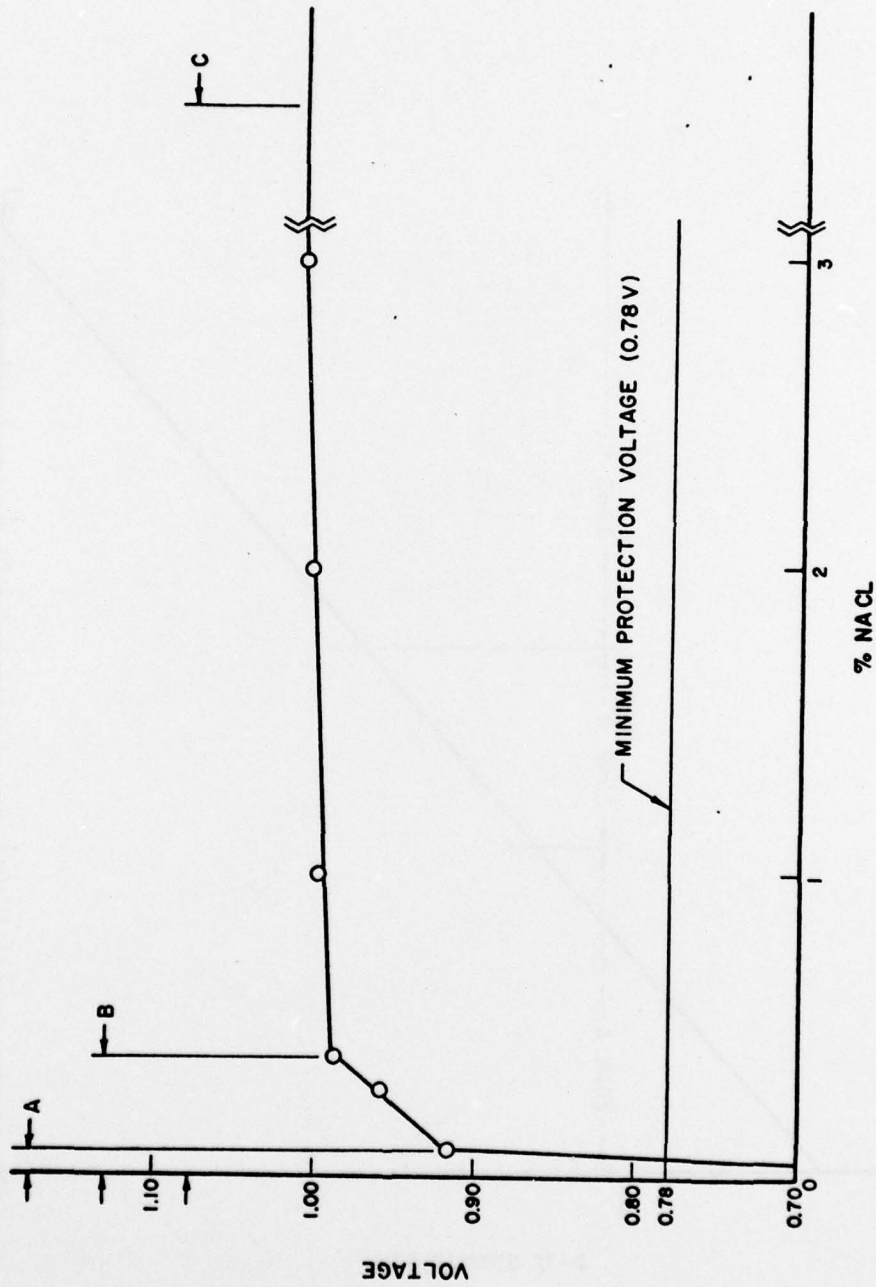 A
B
C
1.10
1.00
0.90
0.80
0.78
0.70
VOLTAGE
MINIMUM PROTECTION VOLTAGE (0.78V)
0
1
2
3
% NACL